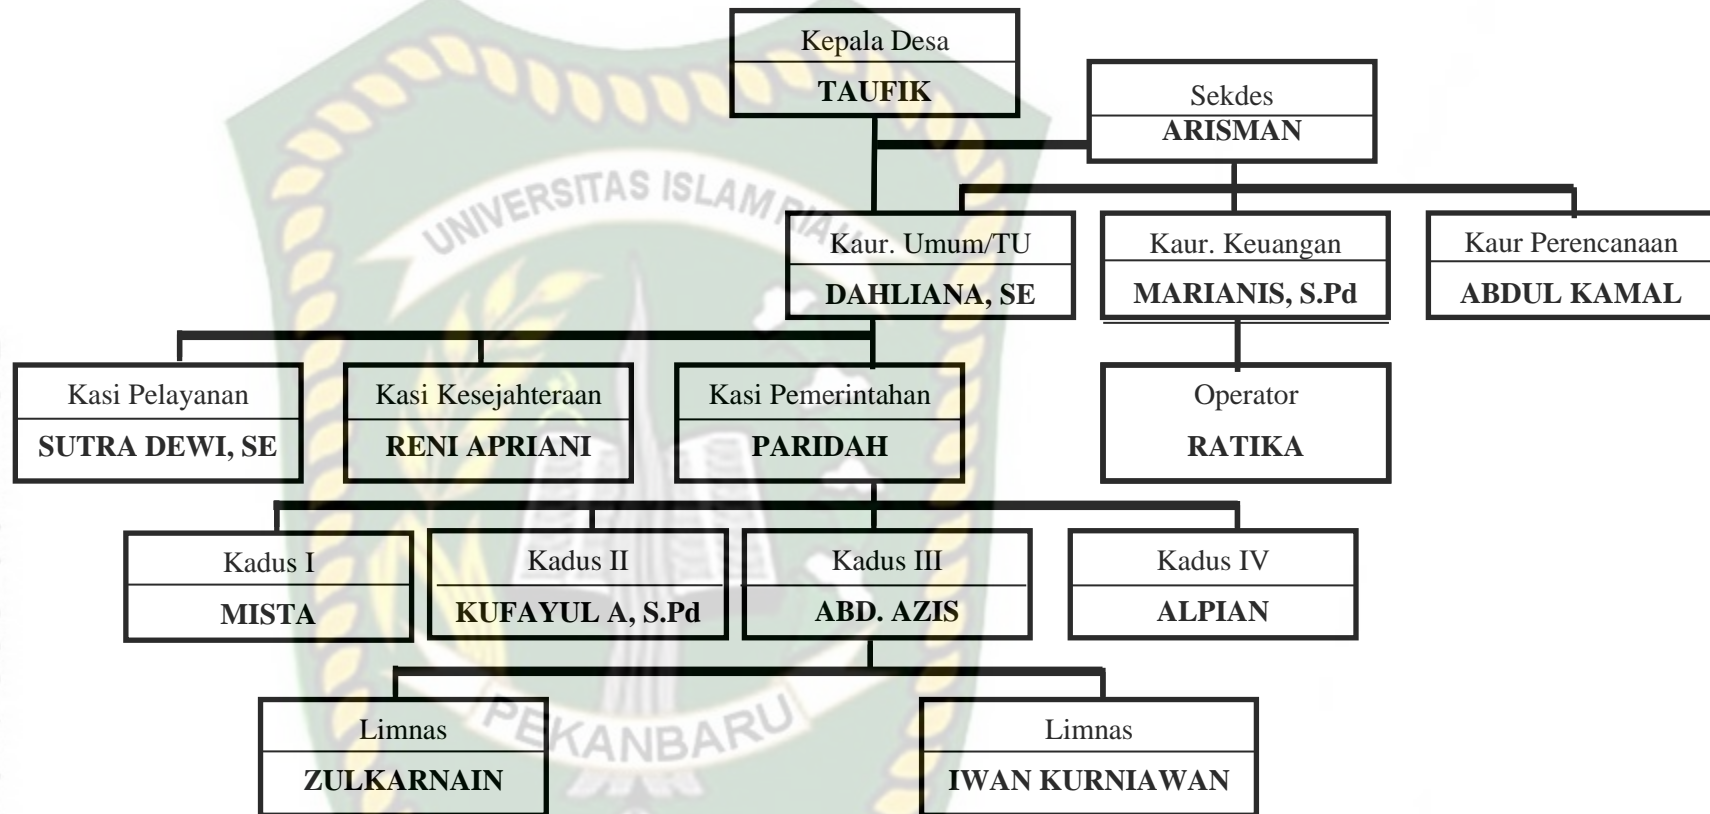 Kepala Desa
TAUFIK
Sekdes
ARISMAN
UNIVERSITAS ISLAM RIAU
Kaur. Umum/TU
DAHLIANA, SE
Kaur. Keuangan
MARIANIS, S.Pd
Kaur Perencanaan
ABDUL KAMAL
Kasi Pelayanan
SUTRA DEWI, SE
Kasi Kesejahteraan
RENI APRIANI
Kasi Pemerintahan
PARIDAH
Operator
RATIKA
Kadus I
MISTA
Kadus II
KUFAYUL A, S.Pd
Kadus III
ABD. AZIS
Kadus IV
ALPIAN
Limnas
ZULKARNAIN
Limnas
IWAN KURNIAWAN
PEKANBARU